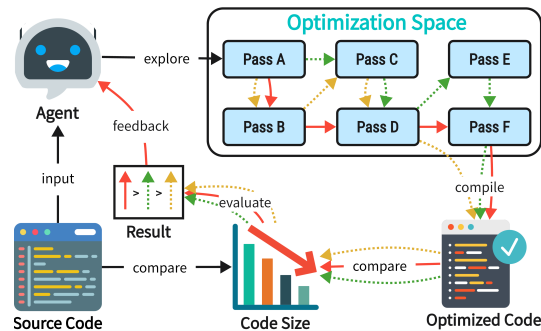 Optimization Space
Pass A
Pass C
Pass E
explore
Agent
Pass B
Pass D
Pass F
feedback
input
compile
> >
evaluate
Result
compare
compare
Source Code
Code Size
Optimized Code